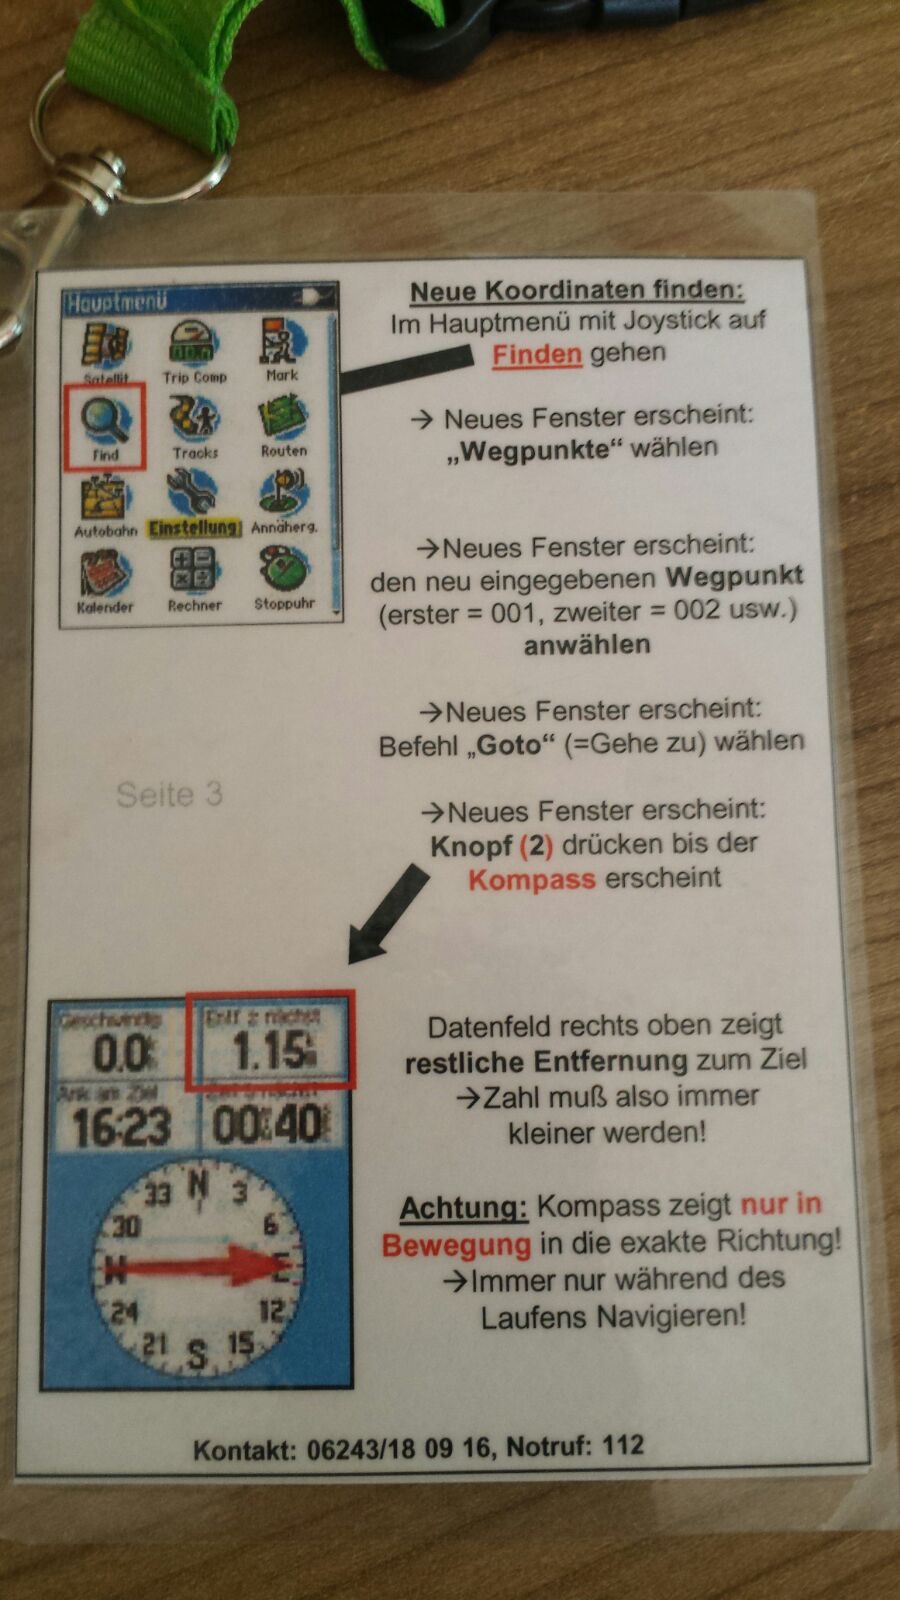 Hauptmenü
Satellit
Trip Comp
Mark
Find
Tracks
Routen
Autobahn
Einstellung
Annäherg.
Kalender
Rechner
Stoppuhr
Neue Koordinaten finden:
Im Hauptmenü mit Joystick auf
Finden gehen
→ Neues Fenster erscheint:
„Wegpunkte“ wählen
→Neues Fenster erscheint:
den neu eingegebenen Wegpunkt
(erster = 001, zweiter = 002 usw.)
anwählen
→Neues Fenster erscheint:
Befehl „Goto“ (=Gehe zu) wählen
Seite 3
→Neues Fenster erscheint:
Knopf (2) drücken bis der
Kompass erscheint
Geschwindg
0.0
Entf z nächst
1.15
Ank am Ziel
16:23
00:40
N
3
6
E
12
15
S
21
24
30
33
Datenfeld rechts oben zeigt
restliche Entfernung zum Ziel
→Zahl muß also immer
kleiner werden!
Achtung: Kompass zeigt nur in
Bewegung in die exakte Richtung!
→Immer nur während des
Laufens Navigieren!
Kontakt: 06243/18 09 16, Notruf: 112